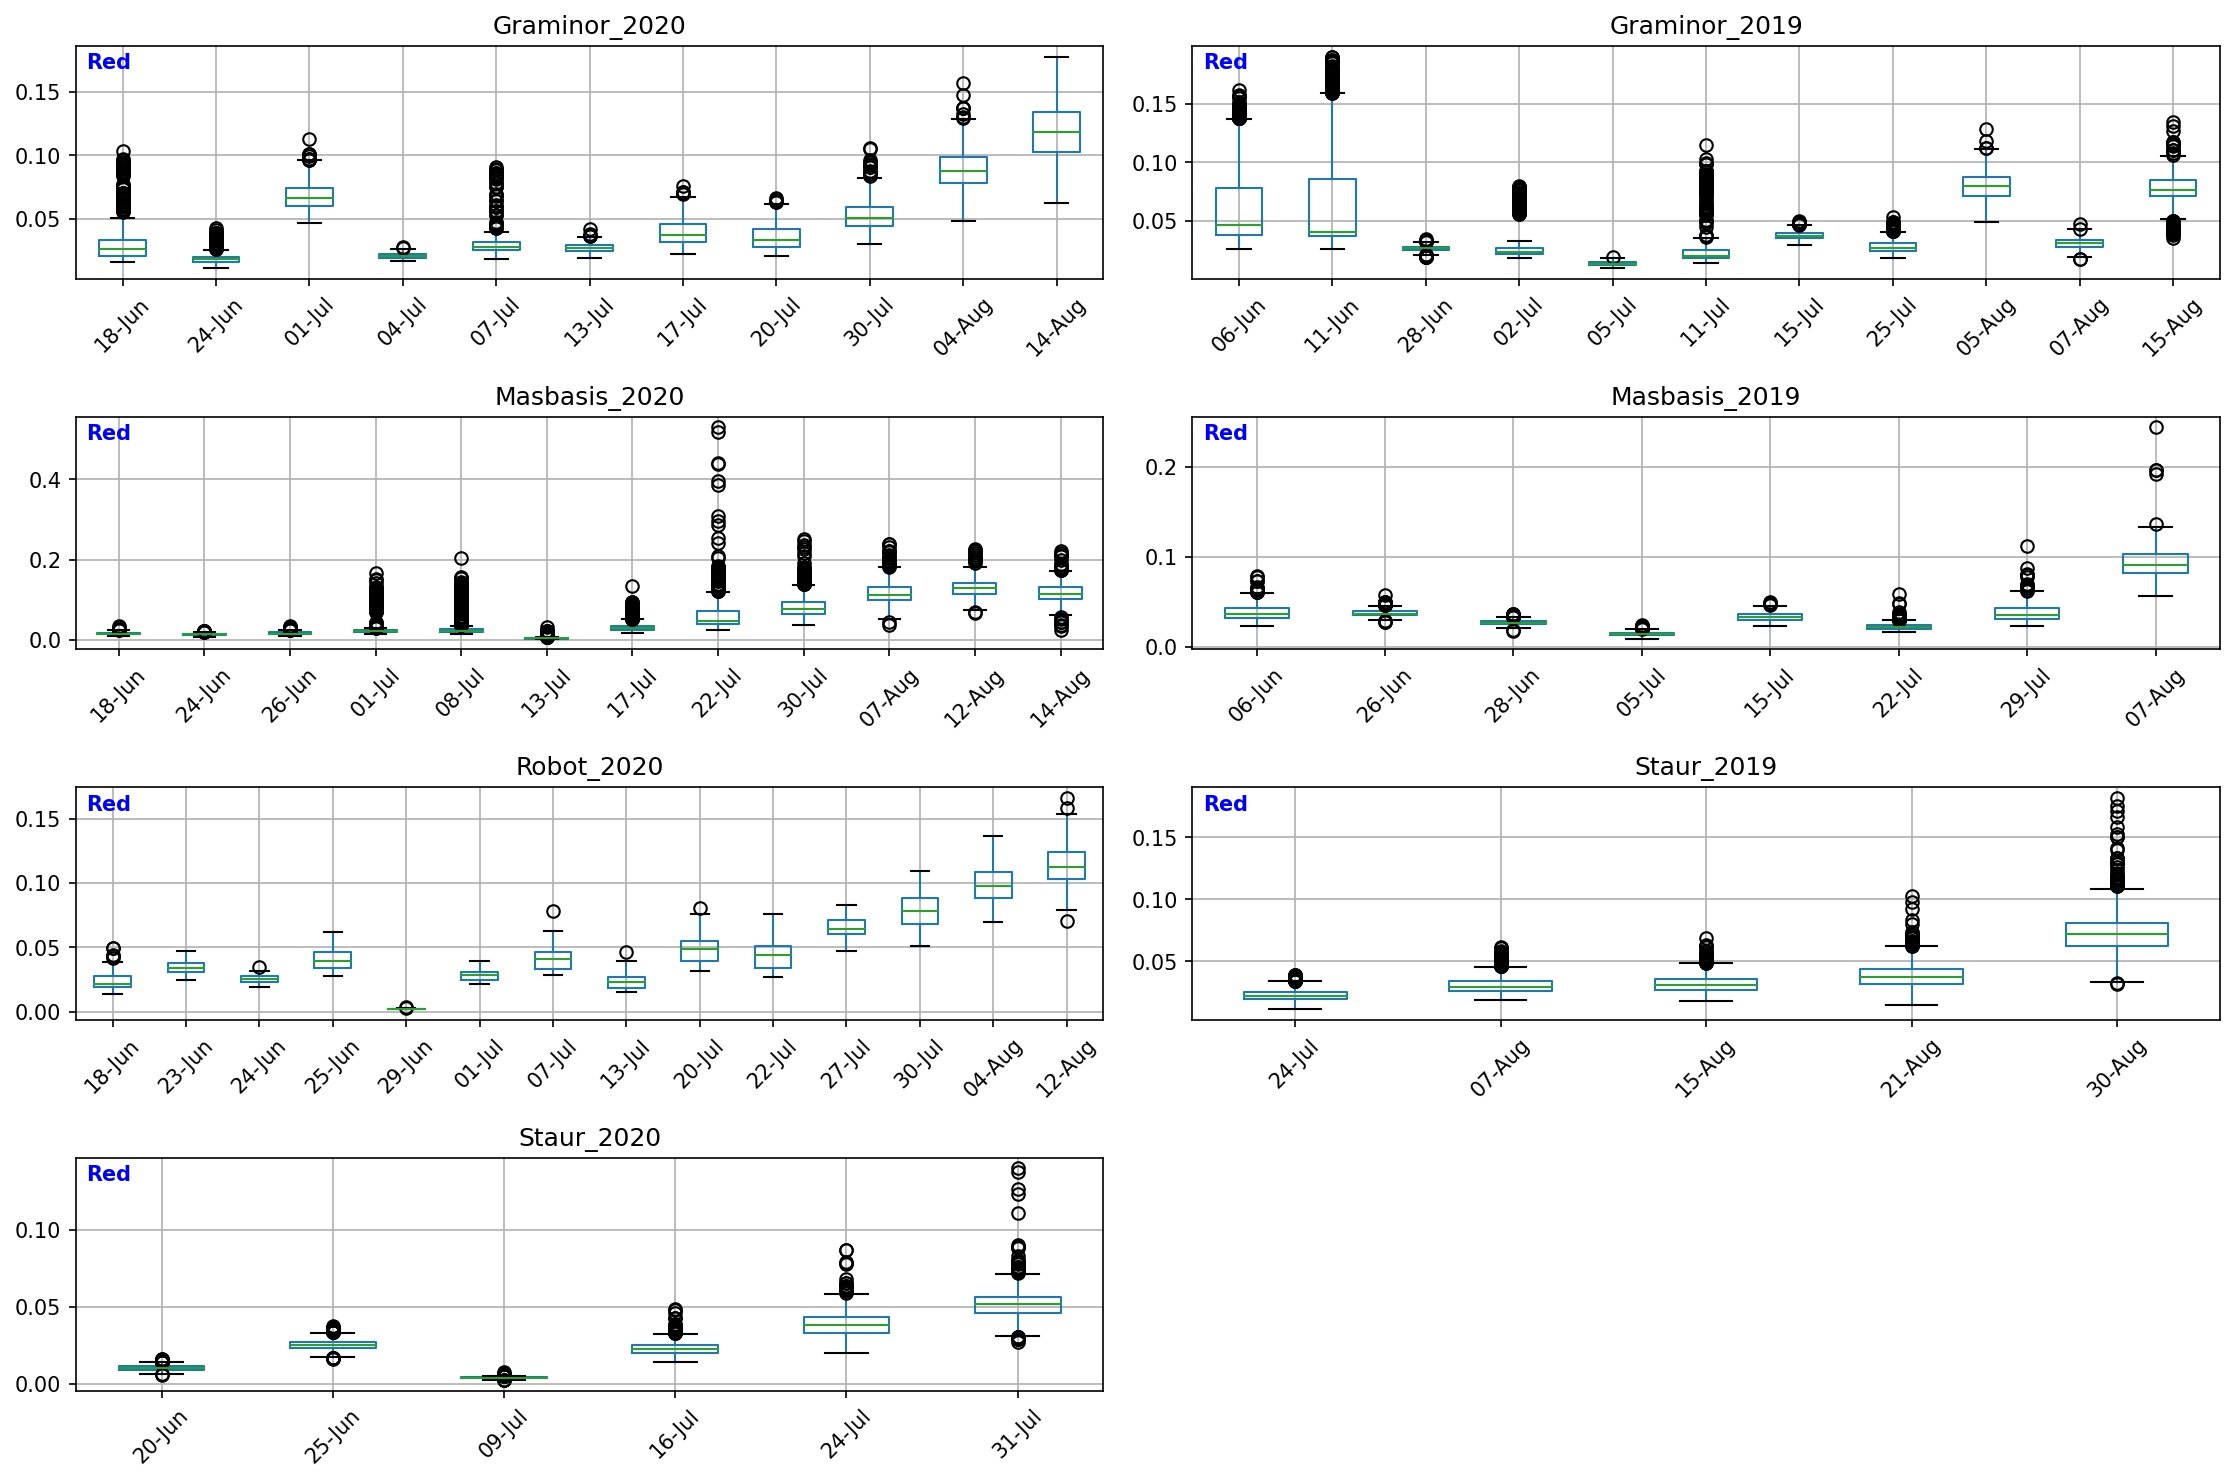 Graminor_2020
Red
0.15
0.10
0.05
18-Jun 24-Jun 01-Jul 04-Jul 07-Jul 13-Jul 17-Jul 20-Jul 30-Jul 04-Aug 14-Aug
Graminor_2019
Red
0.15
0.10
0.05
06-Jun 11-Jun 28-Jun 02-Jul 05-Jul 11-Jul 15-Jul 25-Jul 05-Aug 07-Aug 15-Aug
Masbasis_2020
Red
0.4
0.2
0.0
18-Jun 24-Jun 26-Jun 01-Jul 08-Jul 13-Jul 17-Jul 22-Jul 30-Jul 07-Aug 12-Aug 14-Aug
Masbasis_2019
Red
0.2
0.1
0.0
06-Jun 26-Jun 28-Jun 05-Jul 15-Jul 22-Jul 29-Jul 07-Aug
Robot_2020
Red
0.15
0.10
0.05
0.00
18-Jun 23-Jun 24-Jun 25-Jun 29-Jun 01-Jul 07-Jul 13-Jul 20-Jul 22-Jul 27-Jul 30-Jul 04-Aug 12-Aug
Staur_2019
Red
0.15
0.10
0.05
24-Jul 07-Aug 15-Aug 21-Aug 30-Aug
Staur_2020
Red
0.10
0.05
0.00
20-Jun 25-Jun 09-Jul 16-Jul 24-Jul 31-Jul